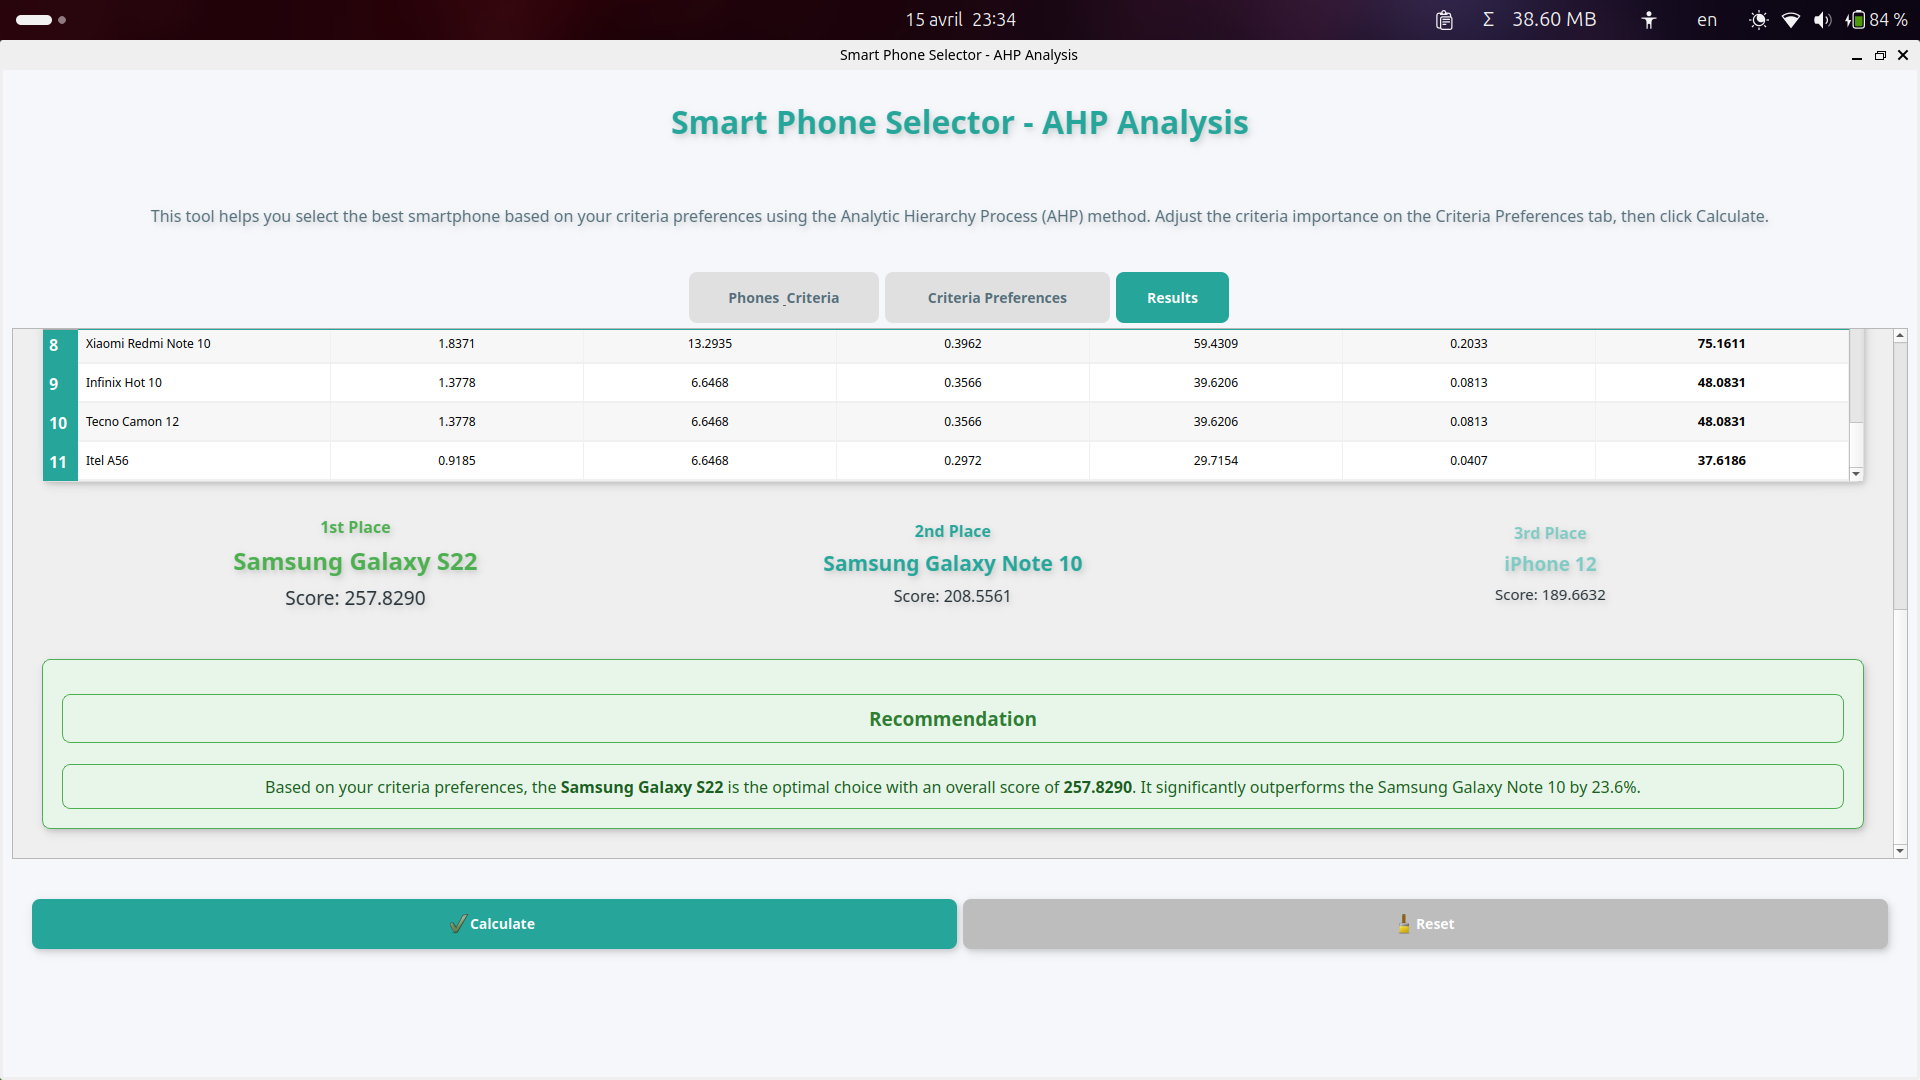 15 avril 23:34
Σ 38.60 MB en 84 %
Smart Phone Selector - AHP Analysis
Smart Phone Selector - AHP Analysis
This tool helps you select the best smartphone based on your criteria preferences using the Analytic Hierarchy Process (AHP) method. Adjust the criteria importance on the Criteria Preferences tab, then click Calculate.
Phones _Criteria Criteria Preferences Results
8 Xiaomi Redmi Note 10 1.8371 13.2935 0.3962 59.4309 0.2033 75.1611
9 Infinix Hot 10 1.3778 6.6468 0.3566 39.6206 0.0813 48.0831
10 Tecno Camon 12 1.3778 6.6468 0.3566 39.6206 0.0813 48.0831
11 Itel A56 0.9185 6.6468 0.2972 29.7154 0.0407 37.6186
1st Place 2nd Place 3rd Place
Samsung Galaxy S22 Samsung Galaxy Note 10 iPhone 12
Score: 257.8290 Score: 208.5561 Score: 189.6632
Recommendation
Based on your criteria preferences, the Samsung Galaxy S22 is the optimal choice with an overall score of 257.8290. It significantly outperforms the Samsung Galaxy Note 10 by 23.6%.
Calculate Reset